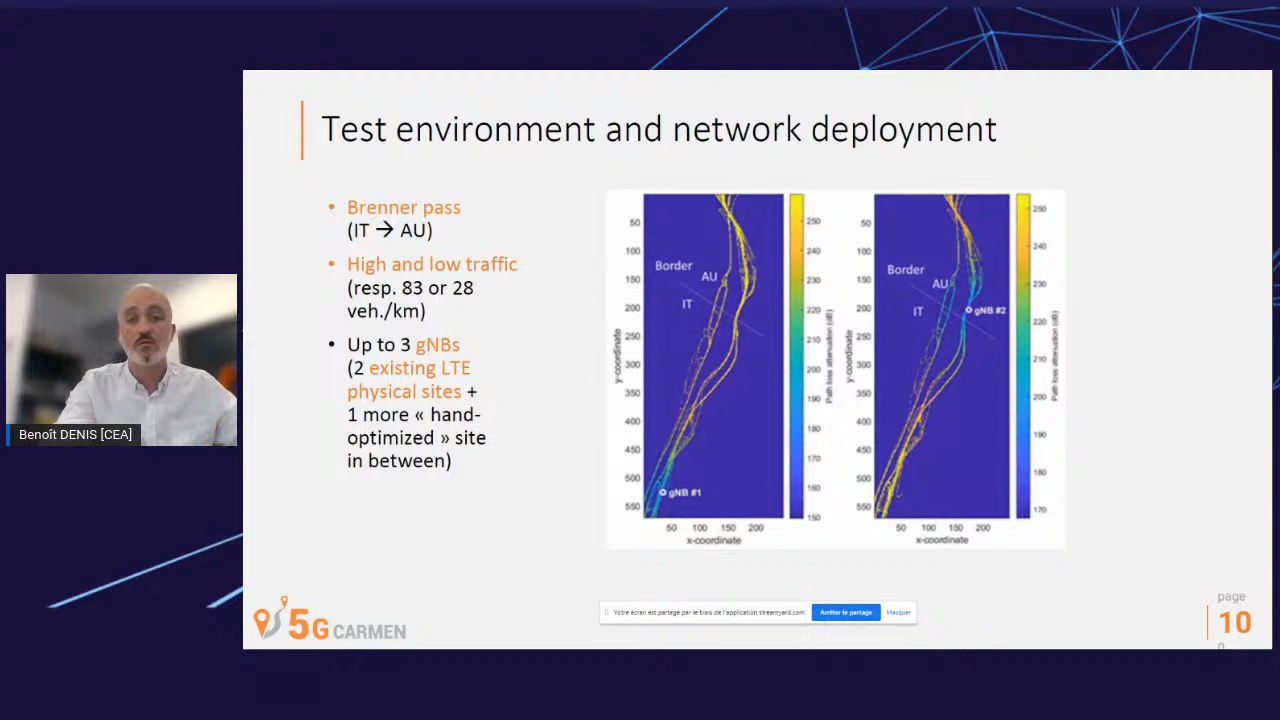 Test environment and network deployment
• Brenner pass
(IT → AU)
• High and low traffic
(resp. 83 or 28
veh./km)
• Up to 3 gNBs
(2 existing LTE
physical sites +
1 more « hand-
optimized » site
in between)
y-coordinate
50
100
150
200
250
300
350
400
450
500
550
Border
AU
IT
gNB #1
50 100 150 200
x-coordinate
250
240
230
220
210
200
190
180
170
160
150
Path loss attenuation (dB)
y-coordinate
50
100
150
200
250
300
350
400
450
500
550
Border
AU
IT
gNB #2
50 100 150 200
x-coordinate
250
240
230
220
210
200
190
180
170
Path loss attenuation (dB)
Benoît DENIS [CEA]
Votre écran est partagé par le biais de l'application streamyard.com. Arrêter le partage Masquer
5G CARMEN
page
10